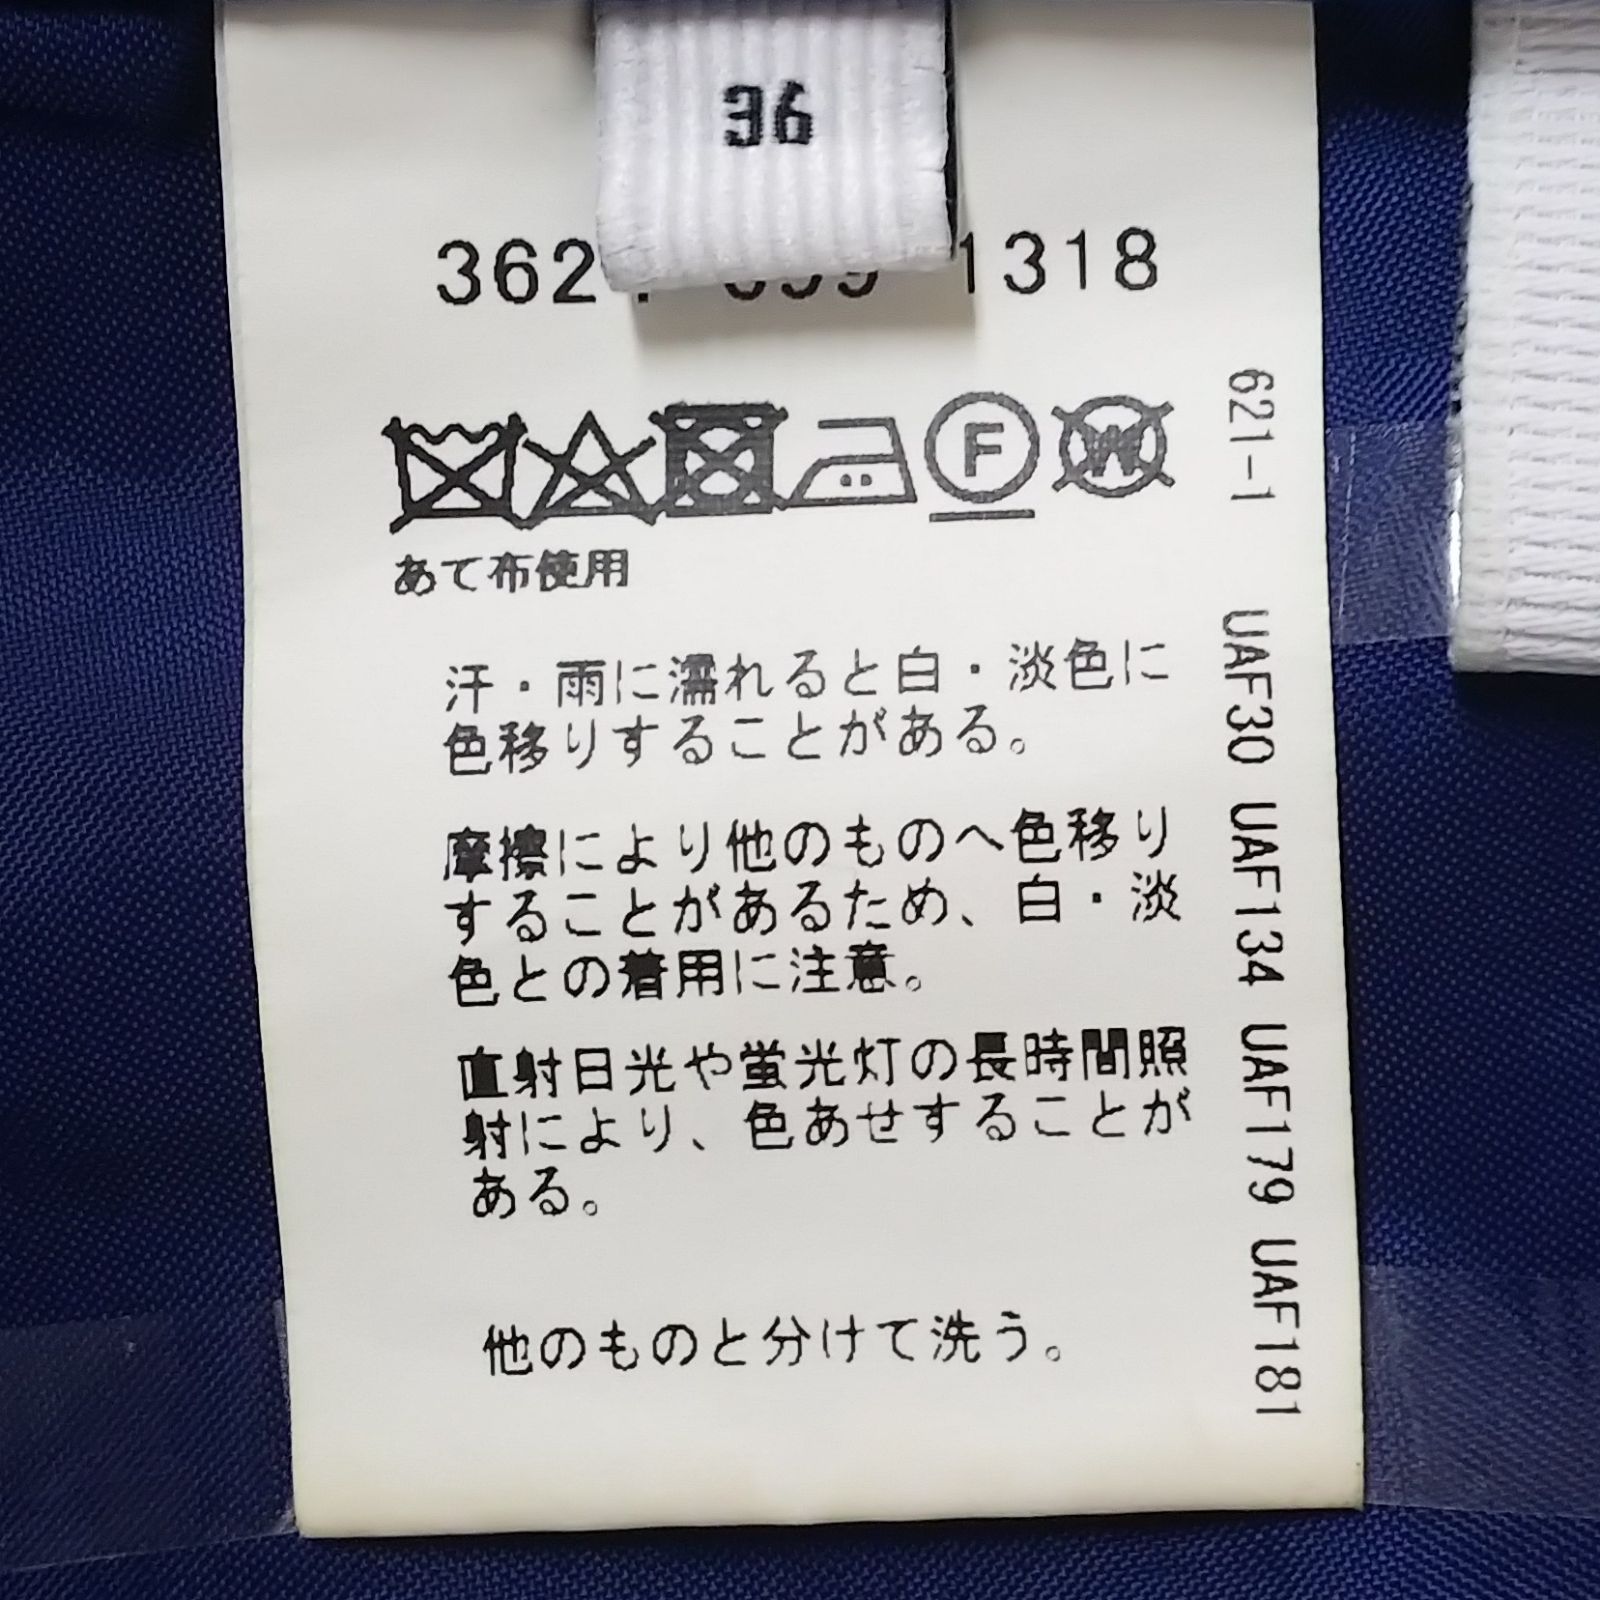 36
362
1318
F
W
あて布使用
汗・雨に濡れると白・淡色に
色移りすることがある。
摩擦により他のものへ色移り
することがあるため、白・淡
色との着用に注意。
直射日光や蛍光灯の長時間照
射により、色あせすることが
ある。
他のものと分けて洗う。
621-1 UAF30 UAF134 UAF179 UAF181